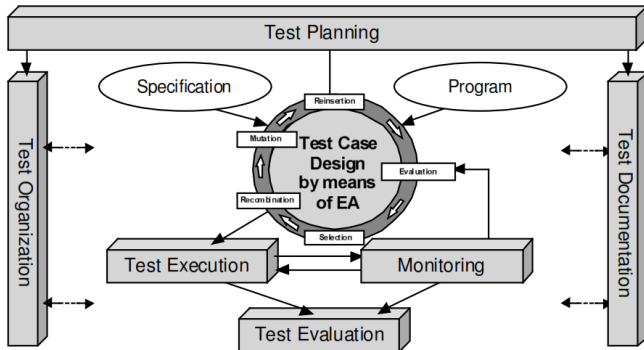 Test Planning
Specification
Program
Reinsertion
Mutation
Test Case
Design
by means
of EA
Evaluation
Recombination
Selection
Test Organization
Test Documentation
Test Execution
Monitoring
Test Evaluation